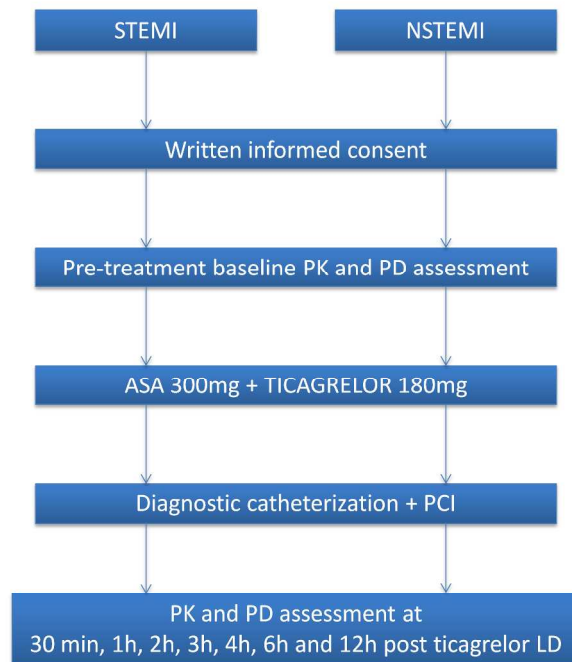 STEMI
NSTEMI
Written informed consent
Pre-treatment baseline PK and PD assessment
ASA 300mg + TICAGRELOR 180mg
Diagnostic catheterization + PCI
PK and PD assessment at
30 min, 1h, 2h, 3h, 4h, 6h and 12h post ticagrelor LD